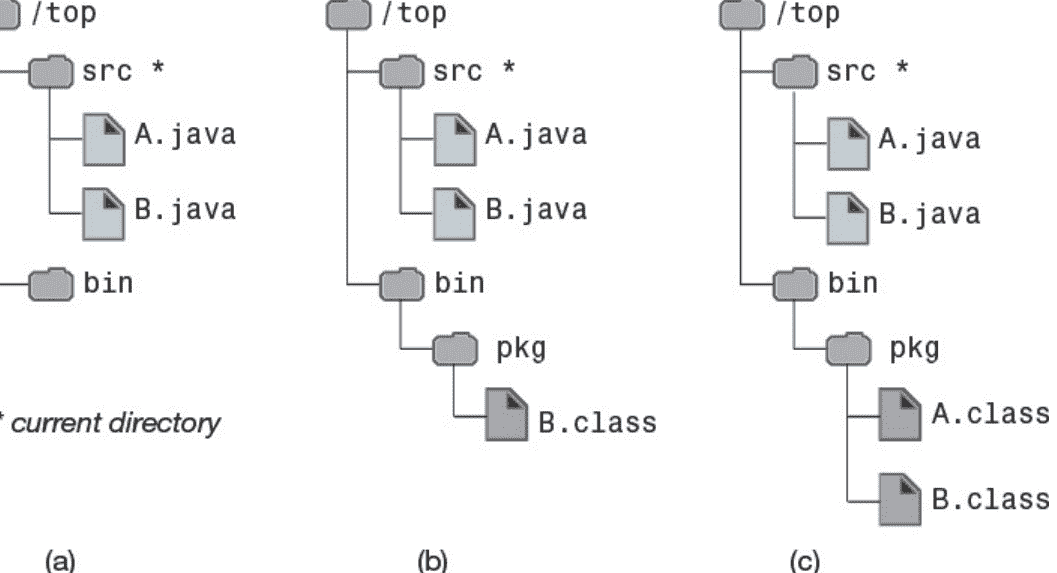 /top
src *
A.java
B.java
bin
* current directory
(a)
/top
src *
A.java
B.java
bin
pkg
B.class
(b)
/top
src *
A.java
B.java
bin
pkg
A.class
B.class
(c)